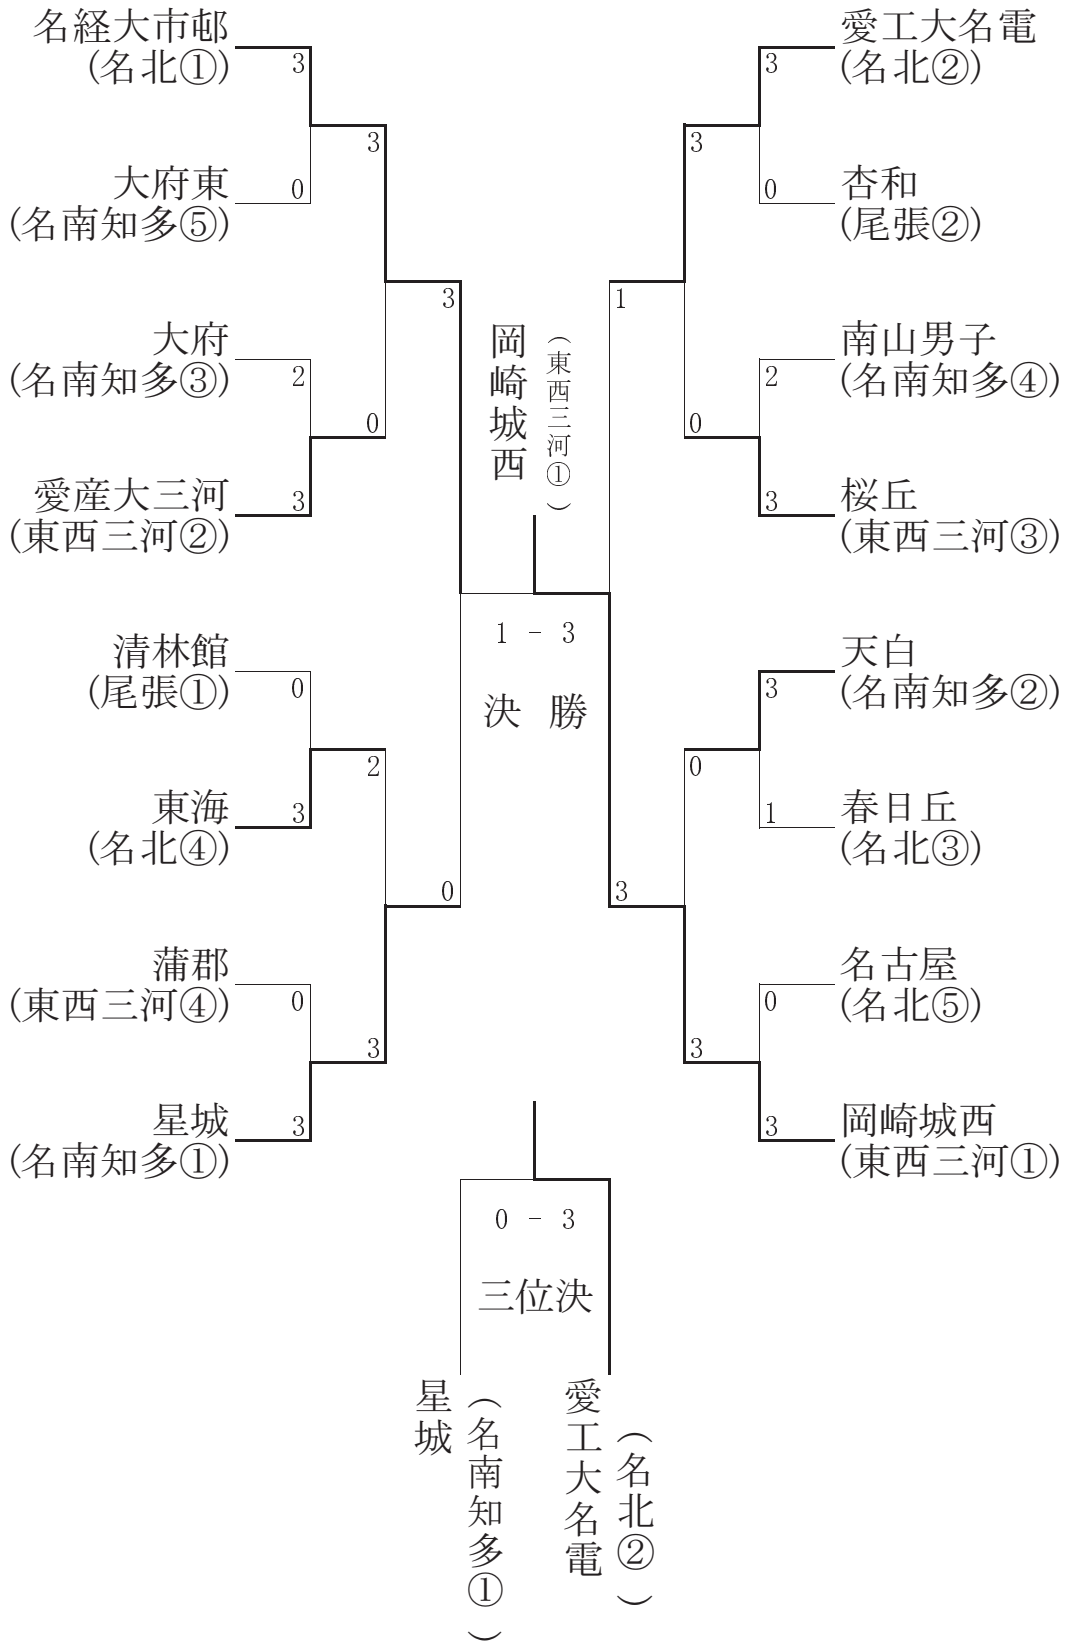 名経大市邨
(名北①)
3
3
大府東
(名南知多⑤)
0
3
大府
(名南知多③)
2
0
愛産大三河
(東西三河②)
3
清林館
(尾張①)
0
2
東海
(名北④)
3
0
蒲郡
(東西三河④)
0
3
星城
(名南知多①)
3
岡崎城西
(東西三河①)
1 - 3
決 勝
愛工大名電
(名北②)
3
3
杏和
(尾張②)
0
1
南山男子
(名南知多④)
2
0
桜丘
(東西三河③)
3
天白
(名南知多②)
3
0
春日丘
(名北③)
1
3
名古屋
(名北⑤)
0
3
岡崎城西
(東西三河①)
3
0 - 3
三位決
星城
(名南知多①)
愛工大名電
(名北②)